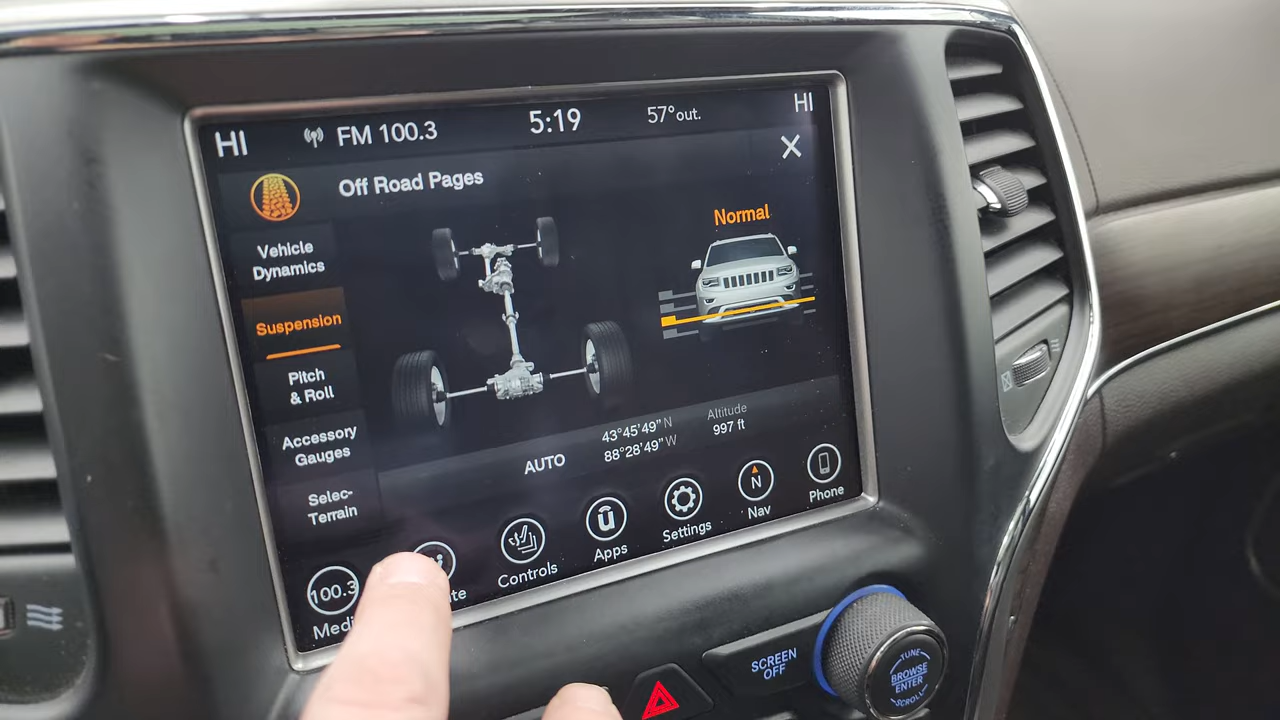 HI
FM 100.3
5:19
57°out.
HI
Off Road Pages
Vehicle
Dynamics
Suspension
Pitch
& Roll
Accessory
Gauges
Selec-
Terrain
Normal
AUTO
43°45'49" N
88°28'49" W
Altitude
997 ft
100.3
Medi
te
Controls
Apps
Settings
N
Nav
Phone
SCREEN
OFF
TUNE
BROWSE
ENTER
SCROLL